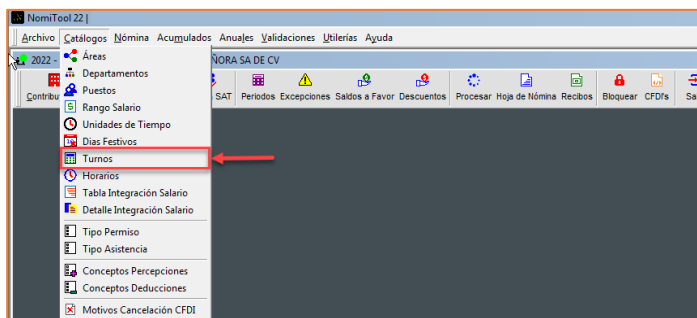 NomiTool 22 |
Archivo Catálogos Nómina Acumulados Anuales Validaciones Utilerías Ayuda
2022 - ÑORA SA DE CV
Contribu SAT Periodos Excepciones Saldos a Favor Descuentos Procesar Hoja de Nómina Recibos Bloquear CFDI's Sa
Áreas
Departamentos
Puestos
Rango Salario
Unidades de Tiempo
Dias Festivos
Turnos
Horarios
Tabla Integración Salario
Detalle Integración Salario
Tipo Permiso
Tipo Asistencia
Conceptos Percepciones
Conceptos Deducciones
Motivos Cancelación CFDI